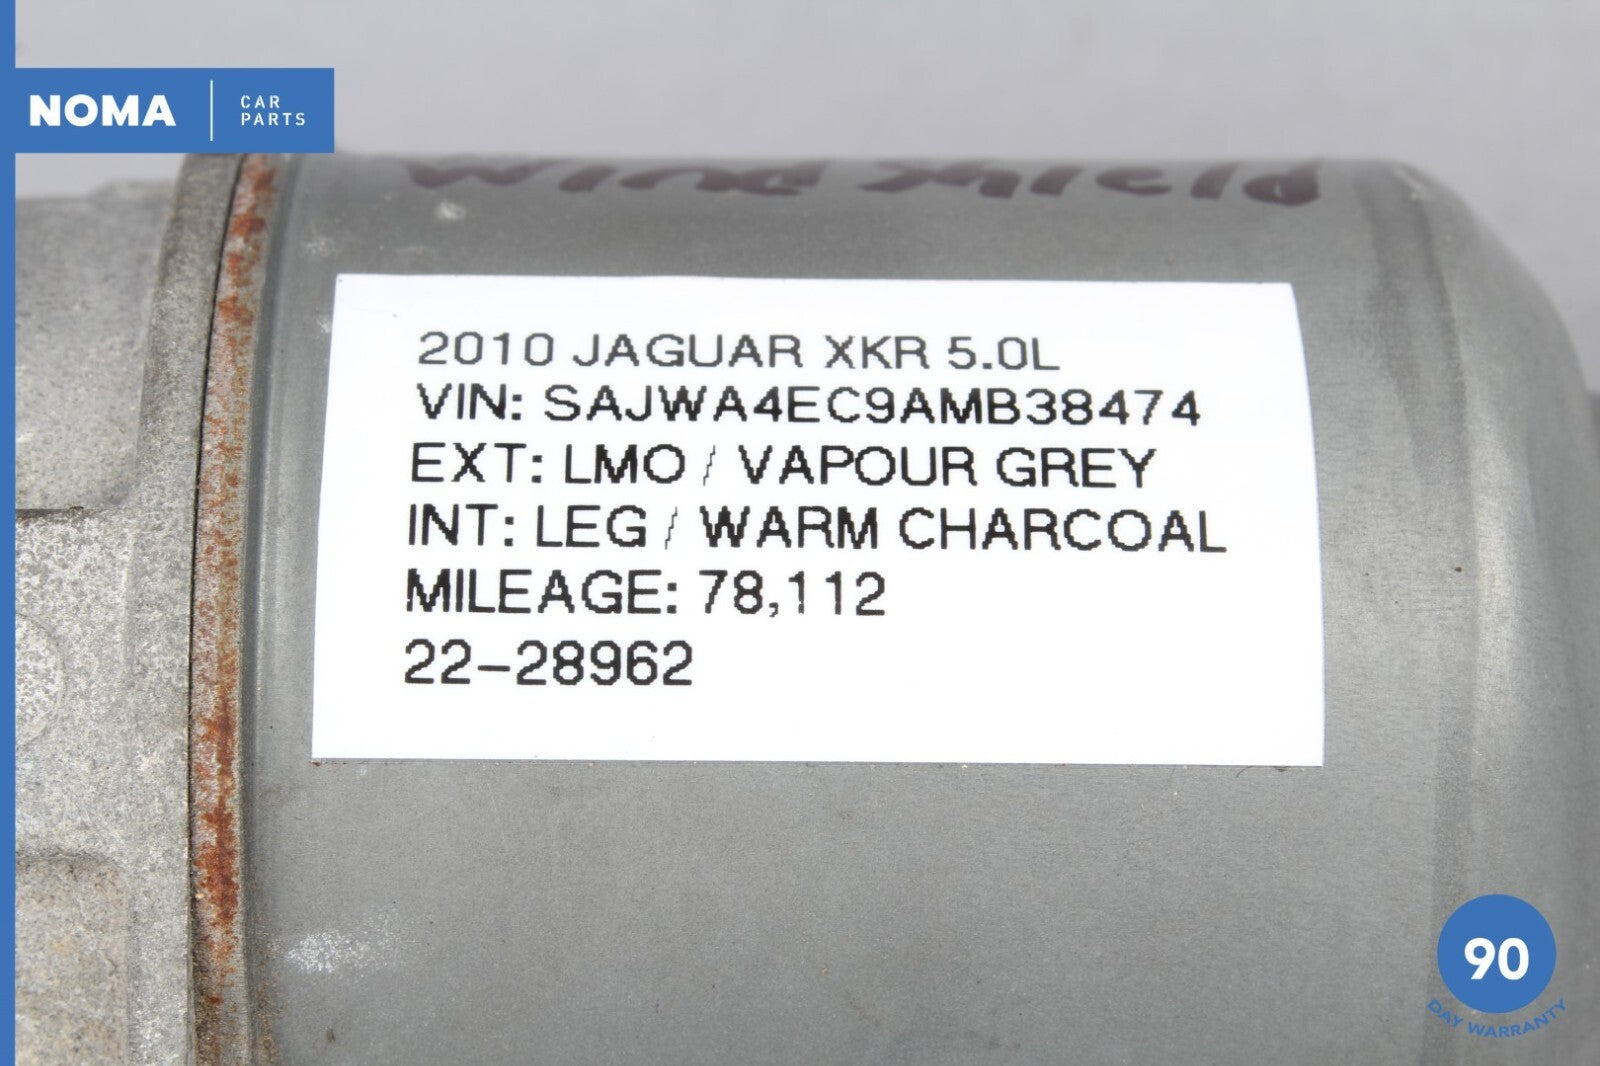 NOMA
CAR
PARTS
wind shield
2010 JAGUAR XKR 5.0L
VIN: SAJWA4EC9AMB38474
EXT: LMO / VAPOUR GREY
INT: LEG / WARM CHARCOAL
MILEAGE: 78,112
22-28962
90
DAY WARRANTY